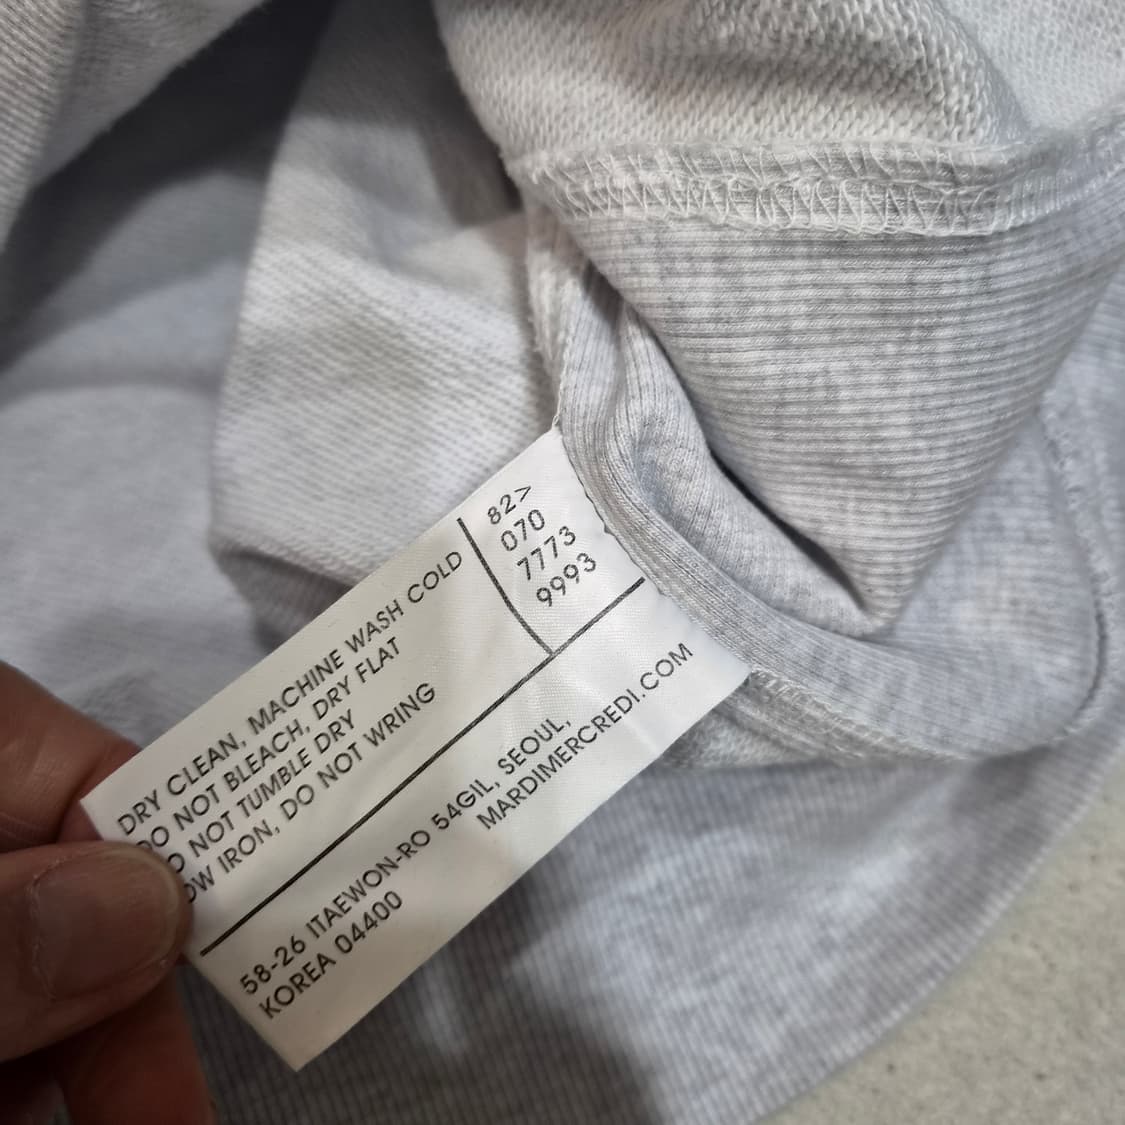 DRY CLEAN, MACHINE WASH COLD
DO NOT BLEACH, DRY FLAT
NOT TUMBLE DRY
IRON, DO NOT WRING
82>
070
7773
9993
58-26 ITAEWON-RO 54GIL, SEOUL,
KOREA 04400
MARDIMERCREDI.COM